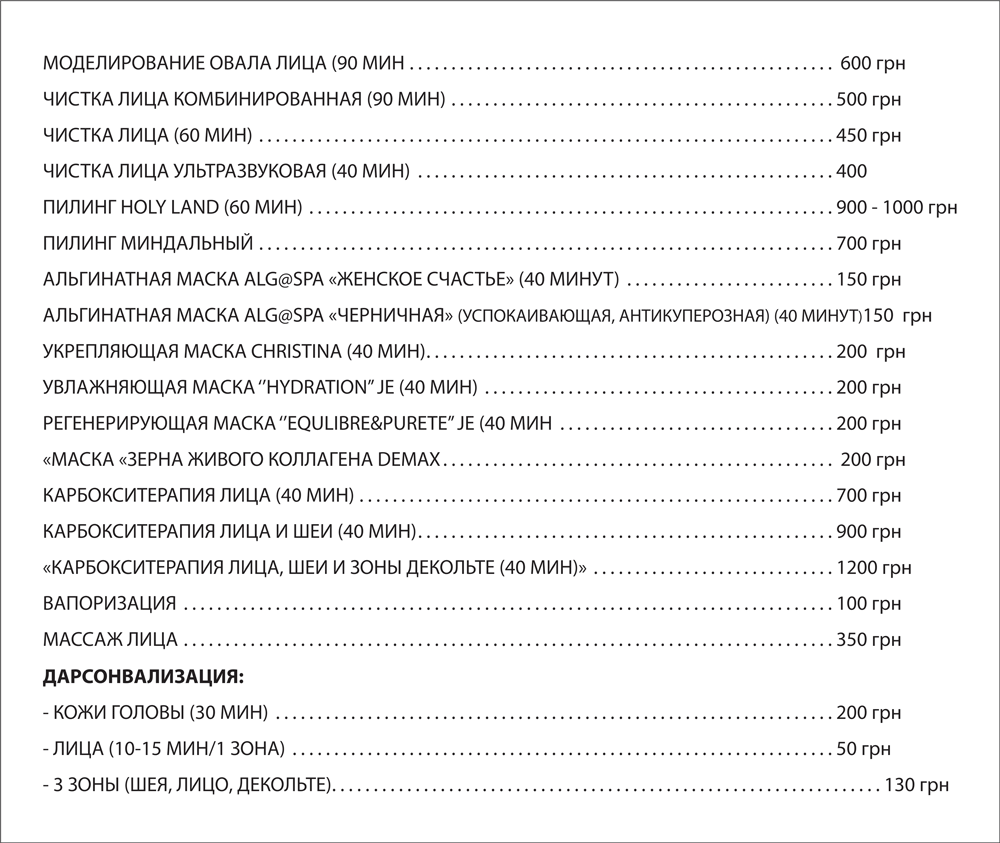 МОДЕЛИРОВАНИЕ ОВАЛА ЛИЦА (90 МИН ........................................ 600 грн
ЧИСТКА ЛИЦА КОМБИНИРОВАННАЯ (90 МИН) ........................................ 500 грн
ЧИСТКА ЛИЦА (60 МИН) ........................................ 450 грн
ЧИСТКА ЛИЦА УЛЬТРАЗВУКОВАЯ (40 МИН) ........................................ 400
ПИЛИНГ HOLY LAND (60 МИН) ........................................ 900 - 1000 грн
ПИЛИНГ МИНДАЛЬНЫЙ ........................................ 700 грн
АЛЬГИНАТНАЯ МАСКА ALG@SPA «ЖЕНСКОЕ СЧАСТЬЕ» (40 МИНУТ) .................... 150 грн
АЛЬГИНАТНАЯ МАСКА ALG@SPA «ЧЕРНИЧНАЯ» (УСПОКАИВАЮЩАЯ, АНТИКУПЕРОЗНАЯ) (40 МИНУТ)150 грн
УКРЕПЛЯЮЩАЯ МАСКА CHRISTINA (40 МИН)........................................ 200 грн
УВЛАЖНЯЮЩАЯ МАСКА ‘’HYDRATION’’ JE (40 МИН) ................................... 200 грн
РЕГЕНЕРИРУЮЩАЯ МАСКА ‘’EQULIBRE&PURETE’’ JE (40 МИН ........................... 200 грн
«МАСКА «ЗЕРНА ЖИВОГО КОЛЛАГЕНА DEMAX...................................... 200 грн
КАРБОКСИТЕРАПИЯ ЛИЦА (40 МИН) ........................................ 700 грн
КАРБОКСИТЕРАПИЯ ЛИЦА И ШЕИ (40 МИН)........................................ 900 грн
«КАРБОКСИТЕРАПИЯ ЛИЦА, ШЕИ И ЗОНЫ ДЕКОЛЬТЕ (40 МИН)» ........................ 1200 грн
ВАПОРИЗАЦИЯ ........................................ 100 грн
МАССАЖ ЛИЦА ........................................ 350 грн
ДАРСОНВАЛИЗАЦИЯ:
- КОЖИ ГОЛОВЫ (30 МИН) ........................................ 200 грн
- ЛИЦА (10-15 МИН/1 ЗОНА) ........................................ 50 грн
- 3 ЗОНЫ (ШЕЯ, ЛИЦО, ДЕКОЛЬТЕ)........................................ 130 грн